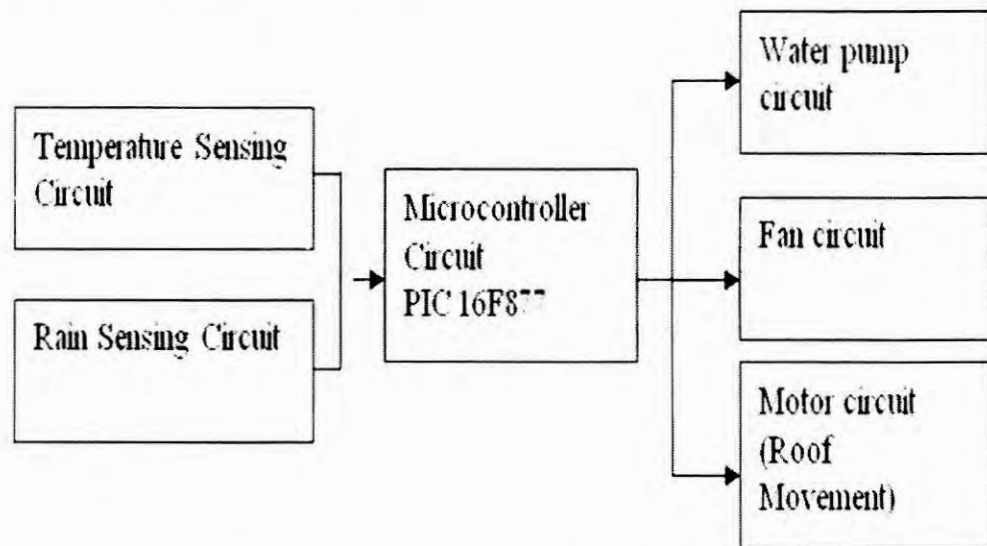 Temperature Sensing
Circuit
Rain Sensing Circuit
Microcontroller
Circuit
PIC 16F877
Water pump
circuit
Fan circuit
Motor circuit
(Roof
Movement)